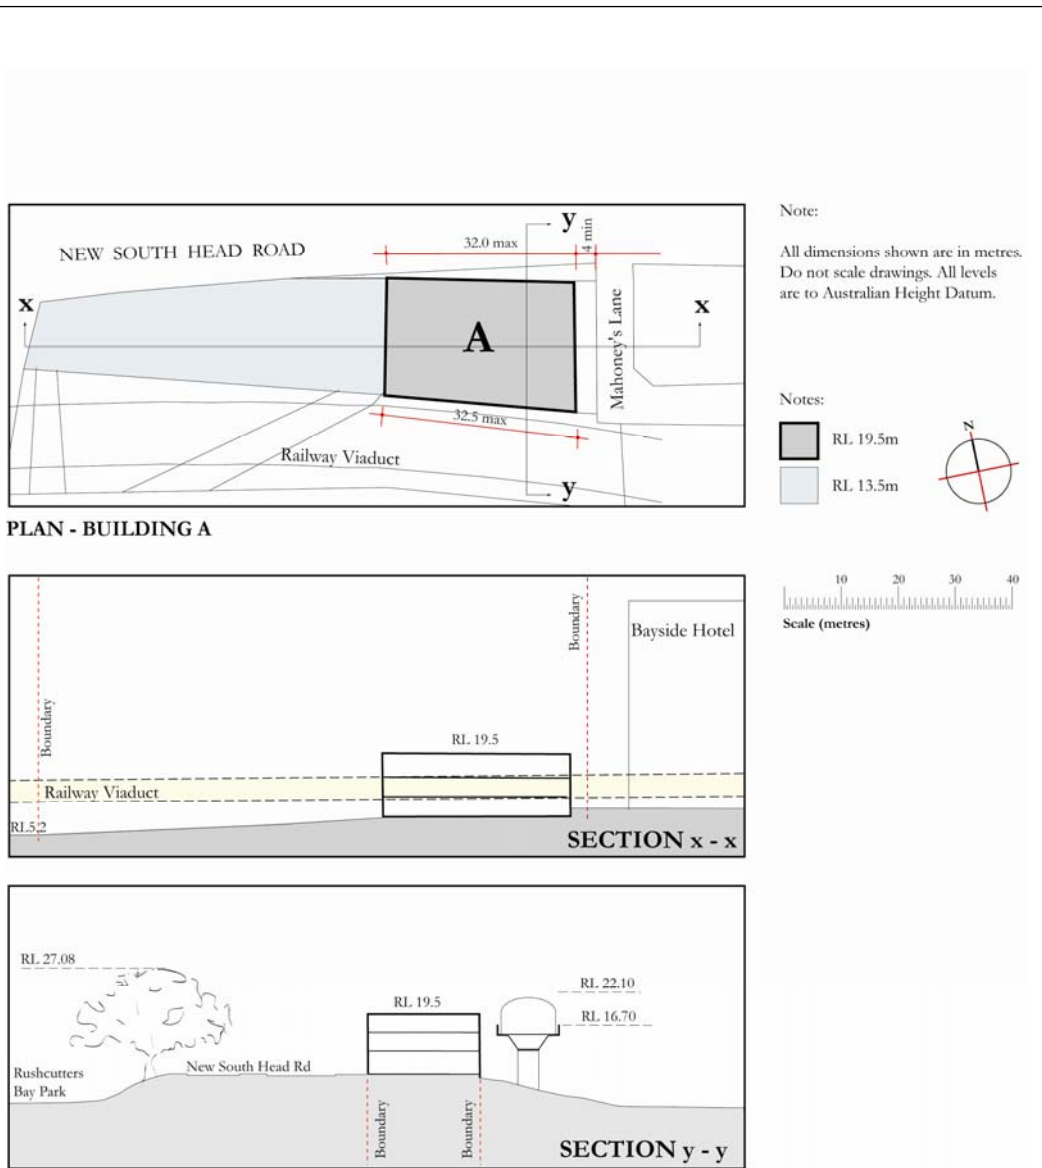 NEW SOUTH HEAD ROAD
32.0 max
y
4 min
x
A
Mahoney's Lane
x
32.5 max
Railway Viaduct
y
PLAN - BUILDING A
Note:
All dimensions shown are in metres.
Do not scale drawings. All levels
are to Australian Height Datum.
Notes:
RL 19.5m
RL 13.5m
N
10 20 30 40
Scale (metres)
Boundary
Boundary
Bayside Hotel
RL 19.5
Railway Viaduct
RL5.2
SECTION x - x
RL 27.08
RL 19.5
RL 22.10
RL 16.70
Rushcutters
Bay Park
New South Head Rd
Boundary
Boundary
SECTION y - y